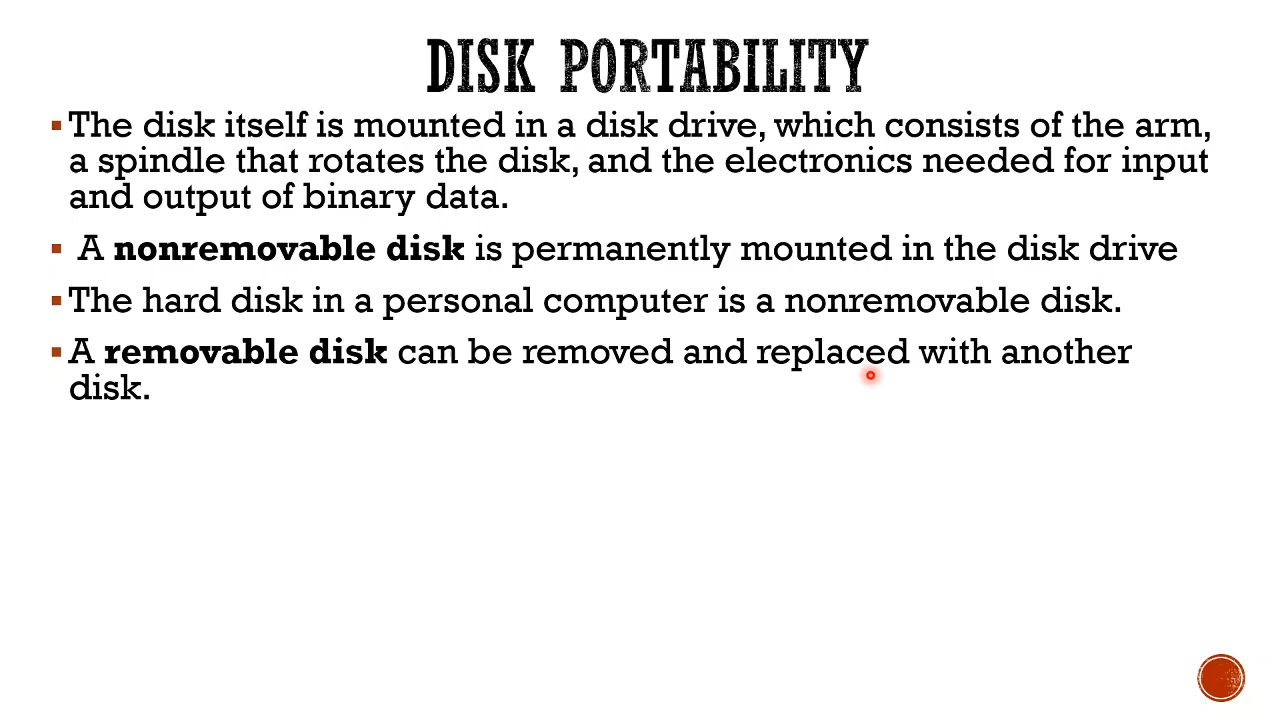 DISK PORTABILITY
▪ The disk itself is mounted in a disk drive, which consists of the arm,
a spindle that rotates the disk, and the electronics needed for input
and output of binary data.
▪ A nonremovable disk is permanently mounted in the disk drive
▪ The hard disk in a personal computer is a nonremovable disk.
▪ A removable disk can be removed and replaced with another
disk.